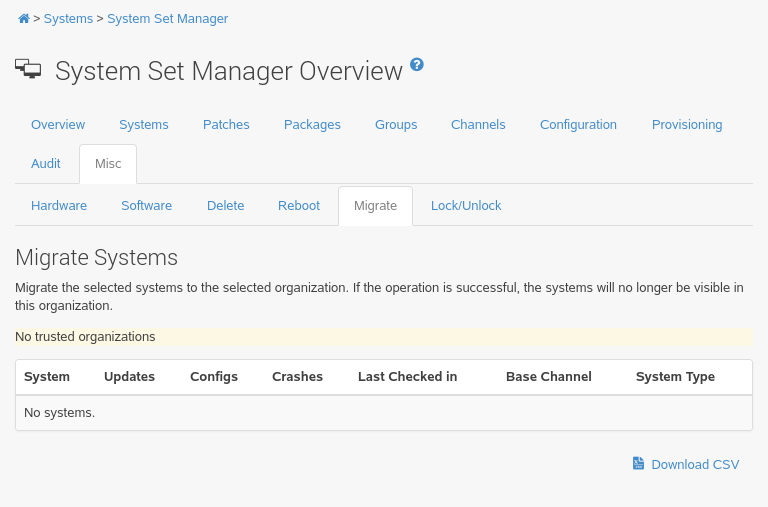 > Systems > System Set Manager
System Set Manager Overview ?
Overview Systems Patches Packages Groups Channels Configuration Provisioning
Audit Misc
Hardware Software Delete Reboot Migrate Lock/Unlock
Migrate Systems
Migrate the selected systems to the selected organization. If the operation is successful, the systems will no longer be visible in
this organization.
No trusted organizations
System Updates Configs Crashes Last Checked in Base Channel System Type
No systems.
Download CSV